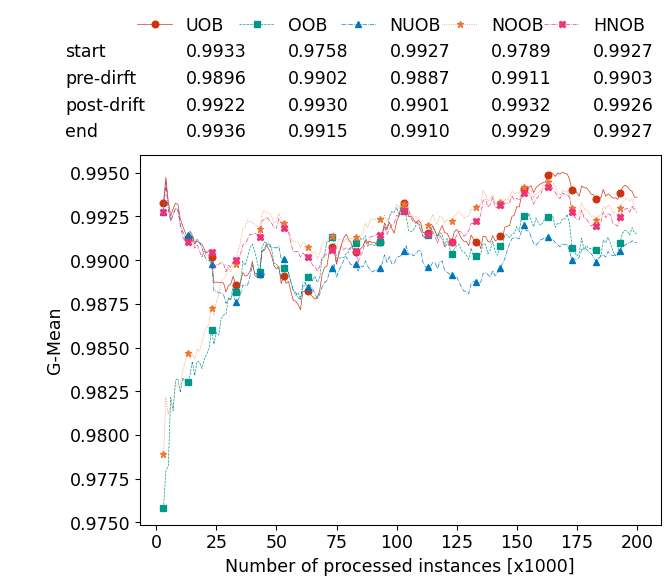 UOB OOB NUOB NOOB HNOB
start 0.9933 0.9758 0.9927 0.9789 0.9927
pre-dirft 0.9896 0.9902 0.9887 0.9911 0.9903
post-drift 0.9922 0.9930 0.9901 0.9932 0.9926
end 0.9936 0.9915 0.9910 0.9929 0.9927
0.9950
0.9925
0.9900
0.9875
0.9850
0.9825
0.9800
0.9775
0.9750
G-Mean
0 25 50 75 100 125 150 175 200
Number of processed instances [x1000]